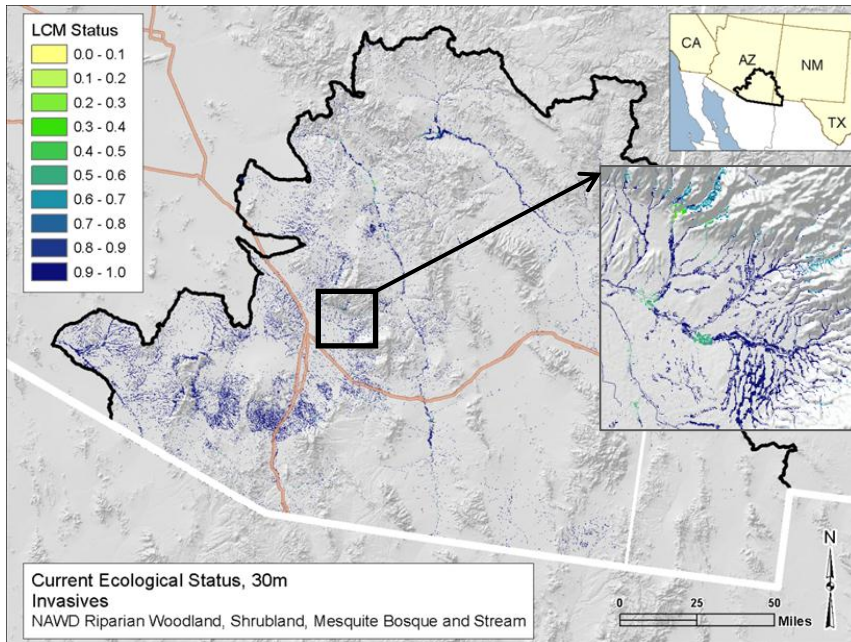 LCM Status
0.0 - 0.1
0.1 - 0.2
0.2 - 0.3
0.3 - 0.4
0.4 - 0.5
0.5 - 0.6
0.6 - 0.7
0.7 - 0.8
0.8 - 0.9
0.9 - 1.0
CA
AZ
NM
TX
Current Ecological Status, 30m
Invasives
NAWD Riparian Woodland, Shrubland, Mesquite Bosque and Stream
N
0 25 50
Miles